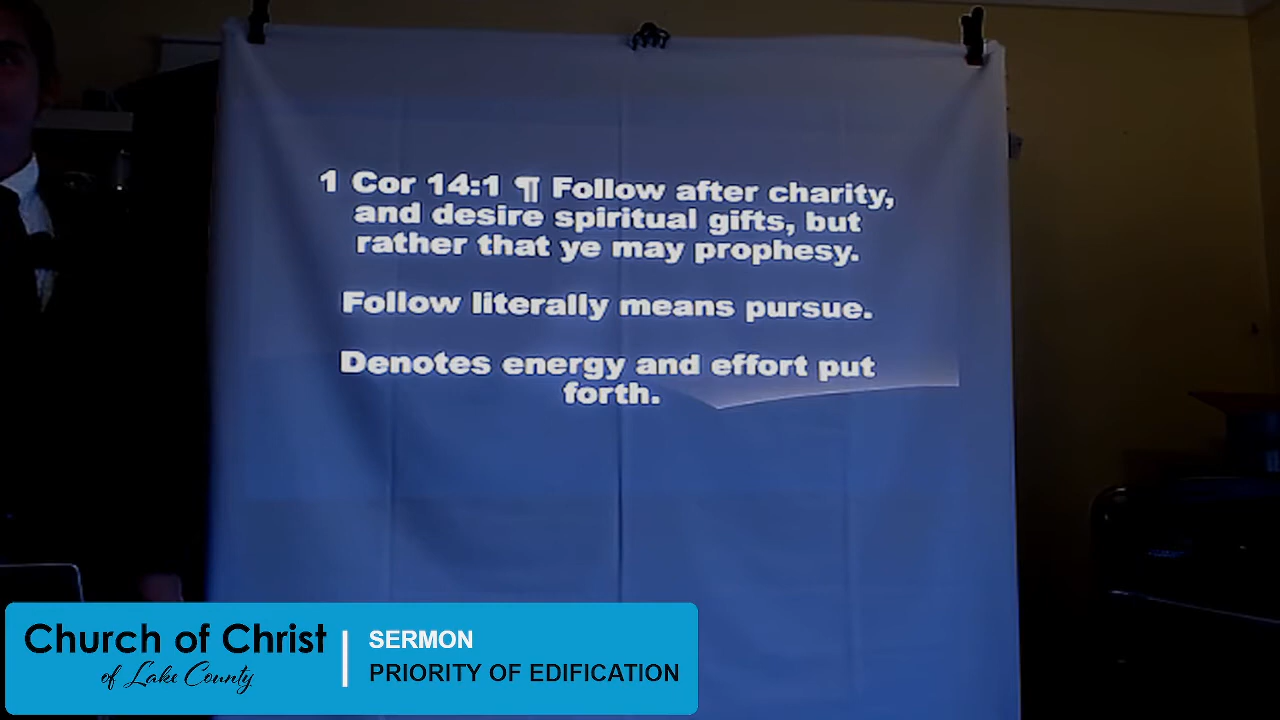 1 Cor 14:1 ¶ Follow after charity,
and desire spiritual gifts, but
rather that ye may prophesy.
Follow literally means pursue.
Denotes energy and effort put
forth.
Church of Christ
of Lake County
SERMON
PRIORITY OF EDIFICATION